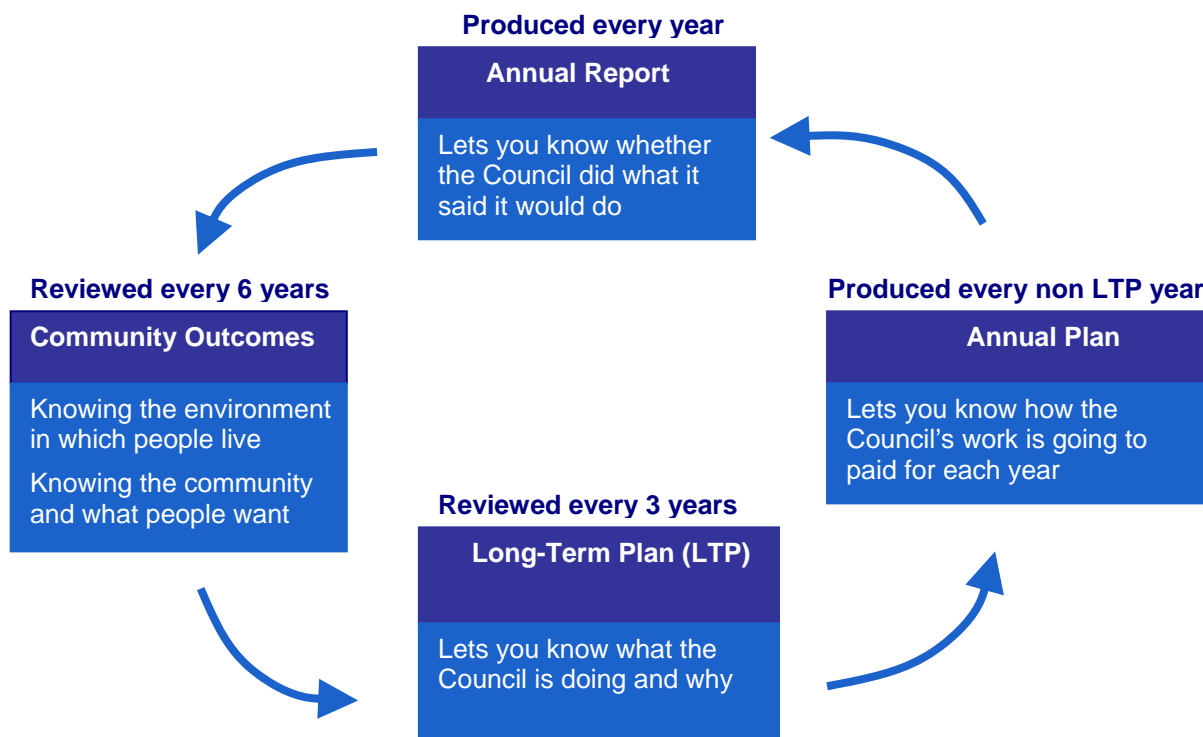 Produced every year
Annual Report
Lets you know whether
the Council did what it
said it would do
Reviewed every 6 years
Community Outcomes
Knowing the environment
in which people live
Knowing the community
and what people want
Produced every non LTP year
Annual Plan
Lets you know how the
Council’s work is going to
paid for each year
Reviewed every 3 years
Long-Term Plan (LTP)
Lets you know what the
Council is doing and why